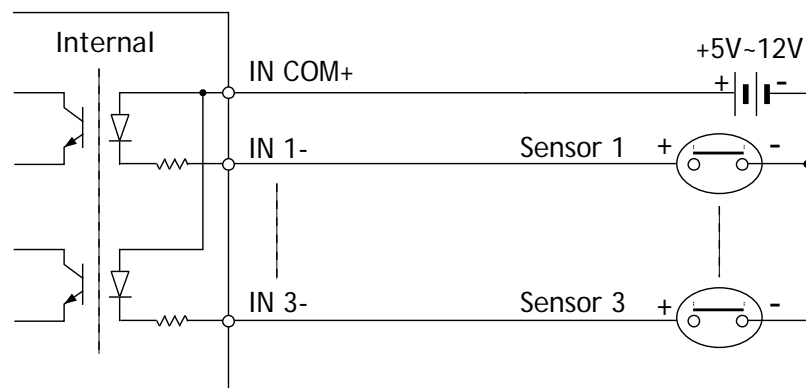 Internal
+5V~12V
IN COM+
+ -
IN 1-
Sensor 1
+ -
IN 3-
Sensor 3
+ -